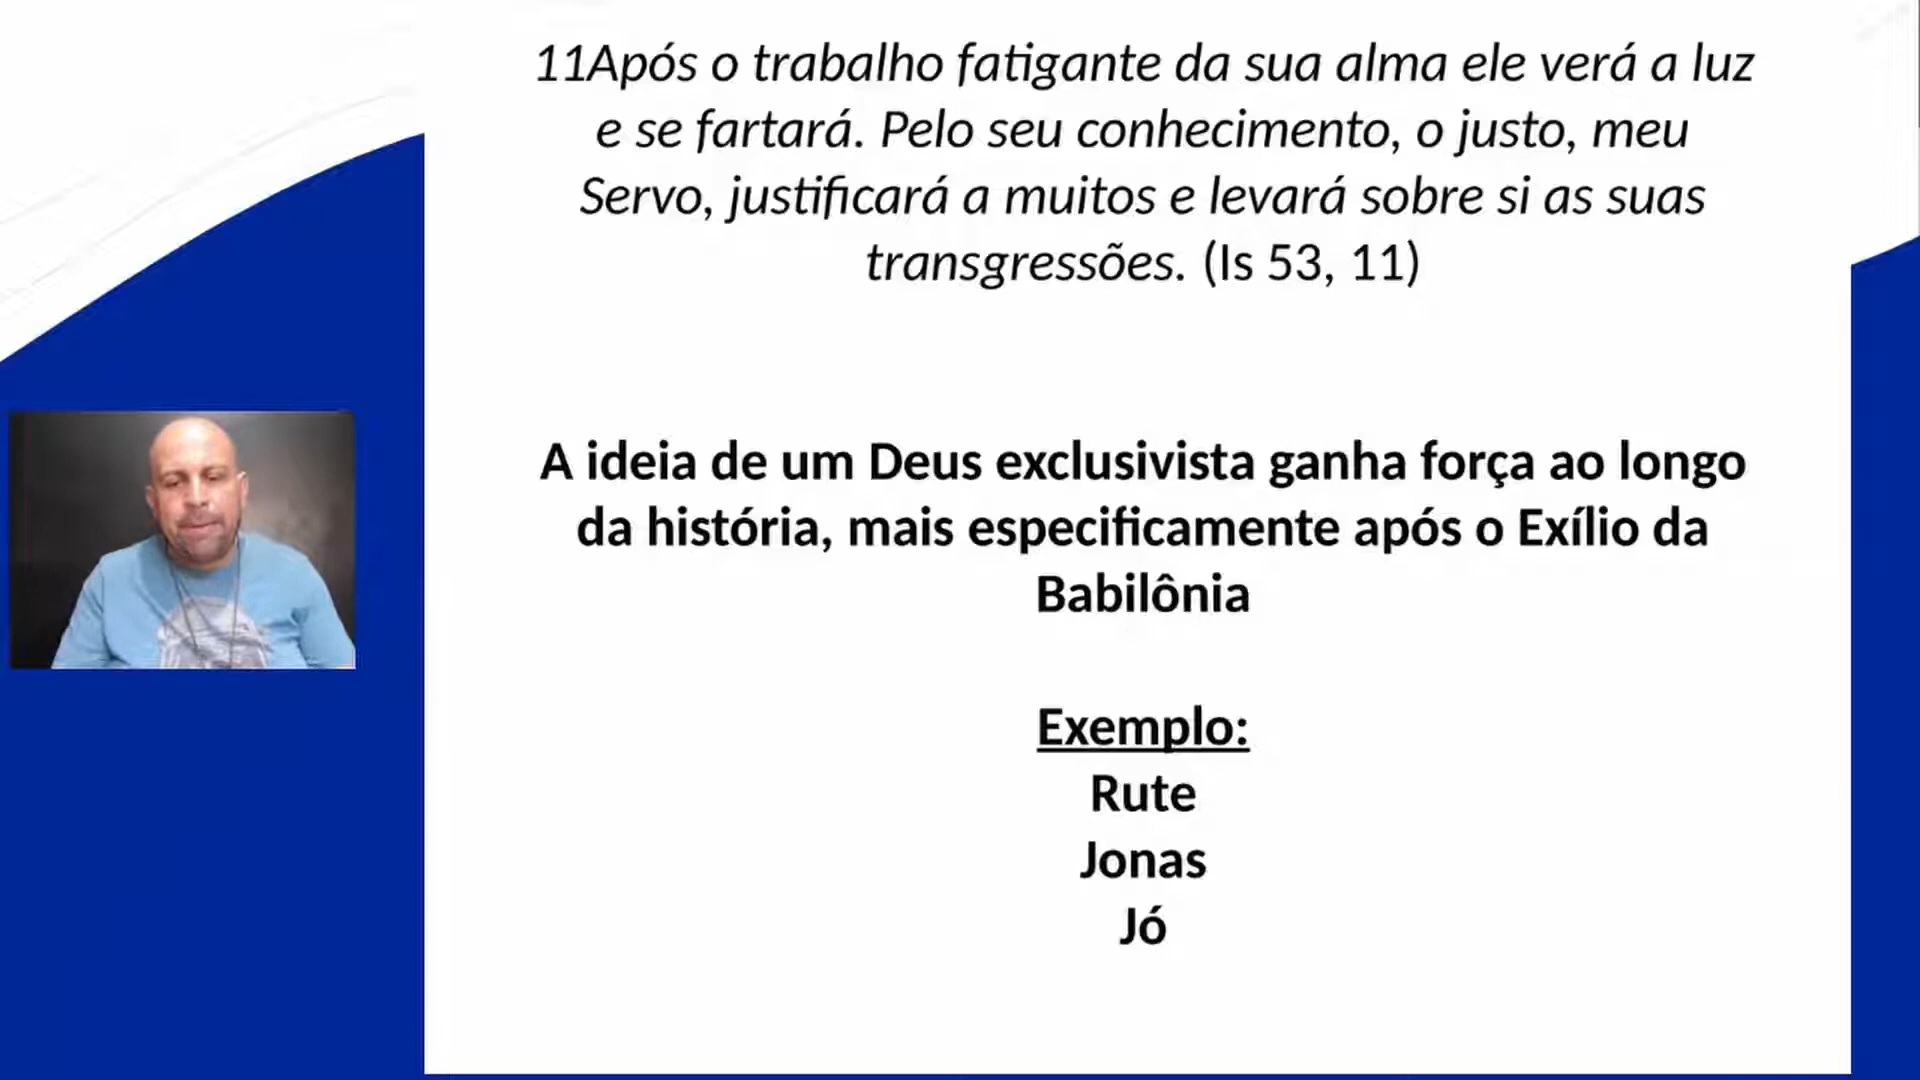 11Após o trabalho fatigante da sua alma ele verá a luz
e se fartará. Pelo seu conhecimento, o justo, meu
Servo, justificará a muitos e levará sobre si as suas
transgressões. (Is 53, 11)
A ideia de um Deus exclusivista ganha força ao longo
da história, mais especificamente após o Exílio da
Babilônia
Exemplo:
Rute
Jonas
Jó